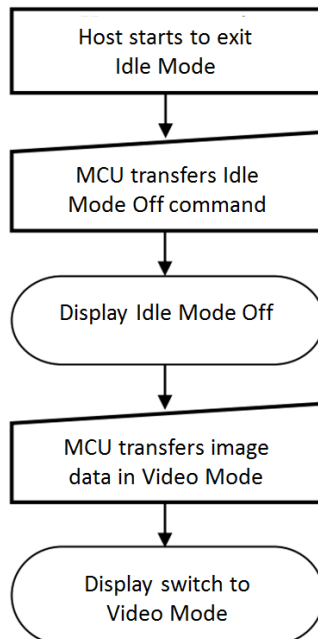 Host starts to exit
Idle Mode
MCU transfers Idle
Mode Off command
Display Idle Mode Off
MCU transfers image
data in Video Mode
Display switch to
Video Mode